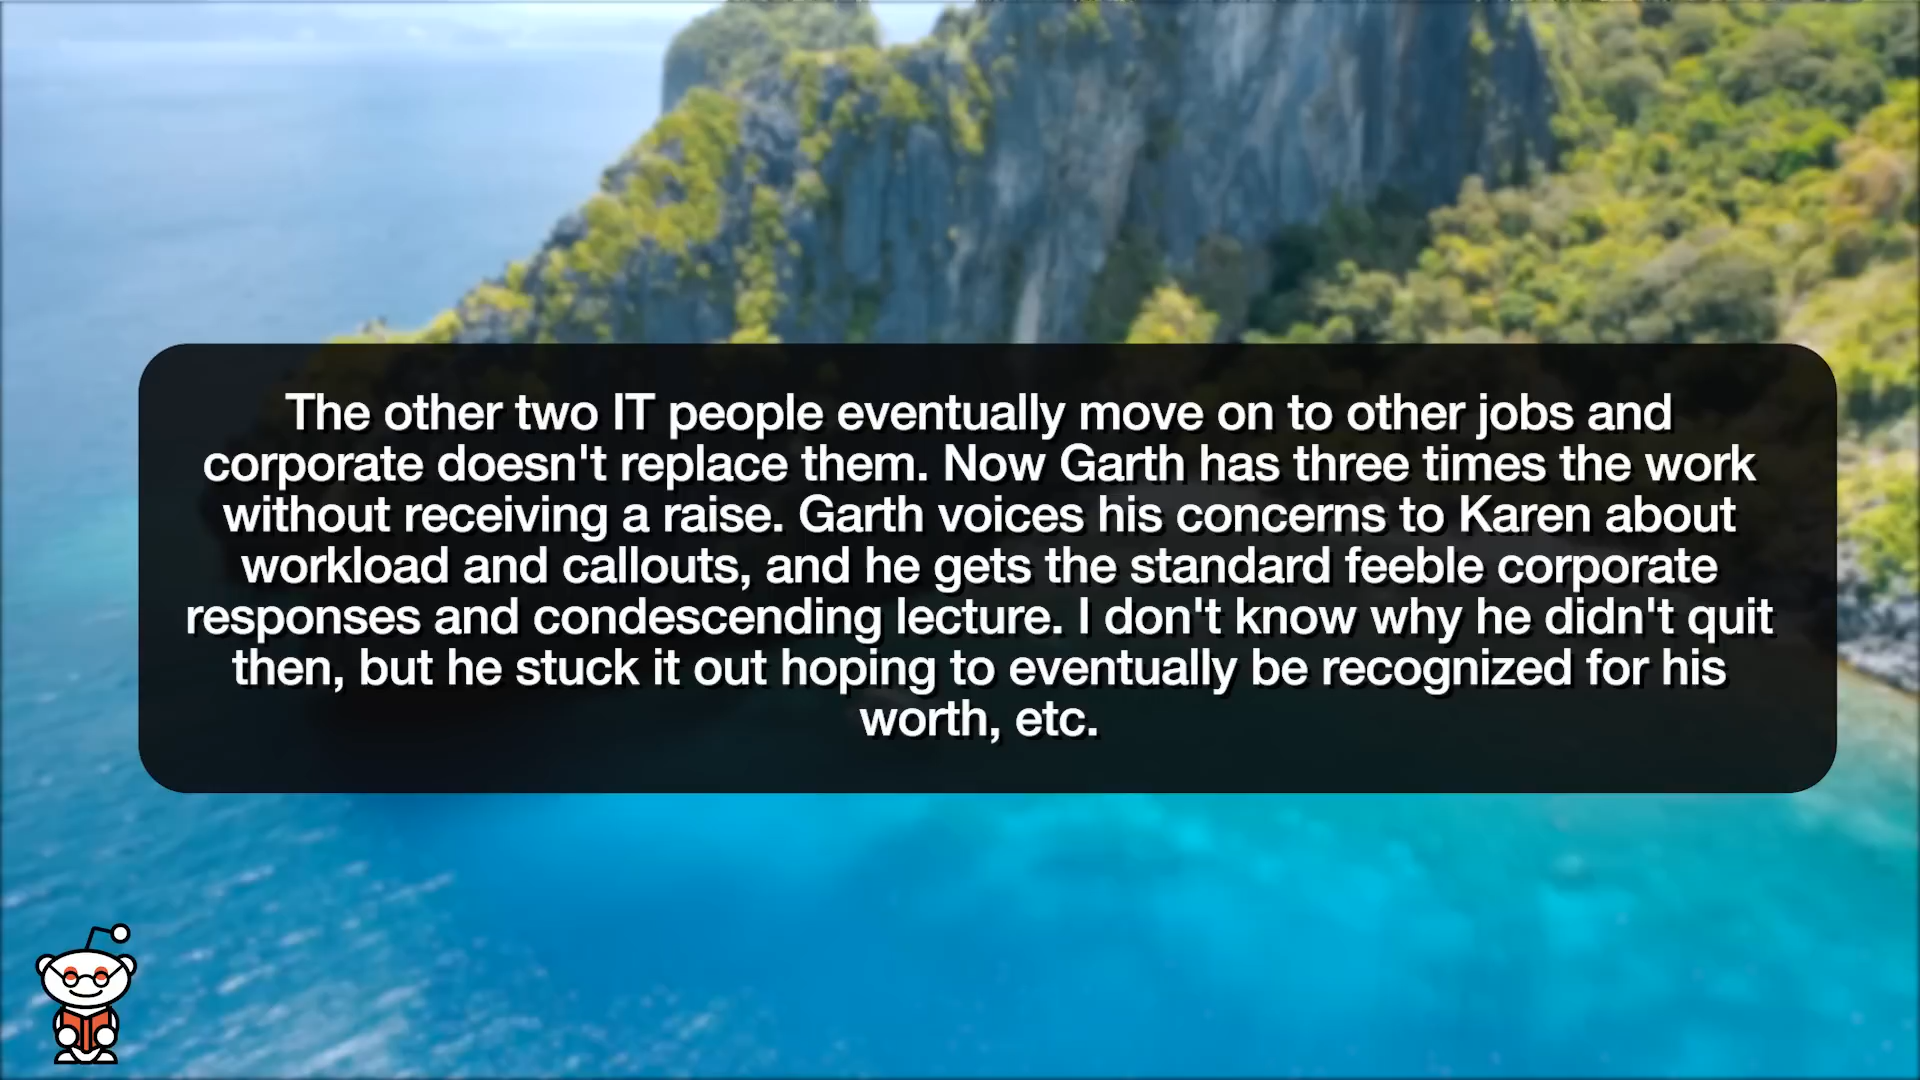 The other two IT people eventually move on to other jobs and
corporate doesn't replace them. Now Garth has three times the work
without receiving a raise. Garth voices his concerns to Karen about
workload and callouts, and he gets the standard feeble corporate
responses and condescending lecture. I don't know why he didn't quit
then, but he stuck it out hoping to eventually be recognized for his
worth, etc.